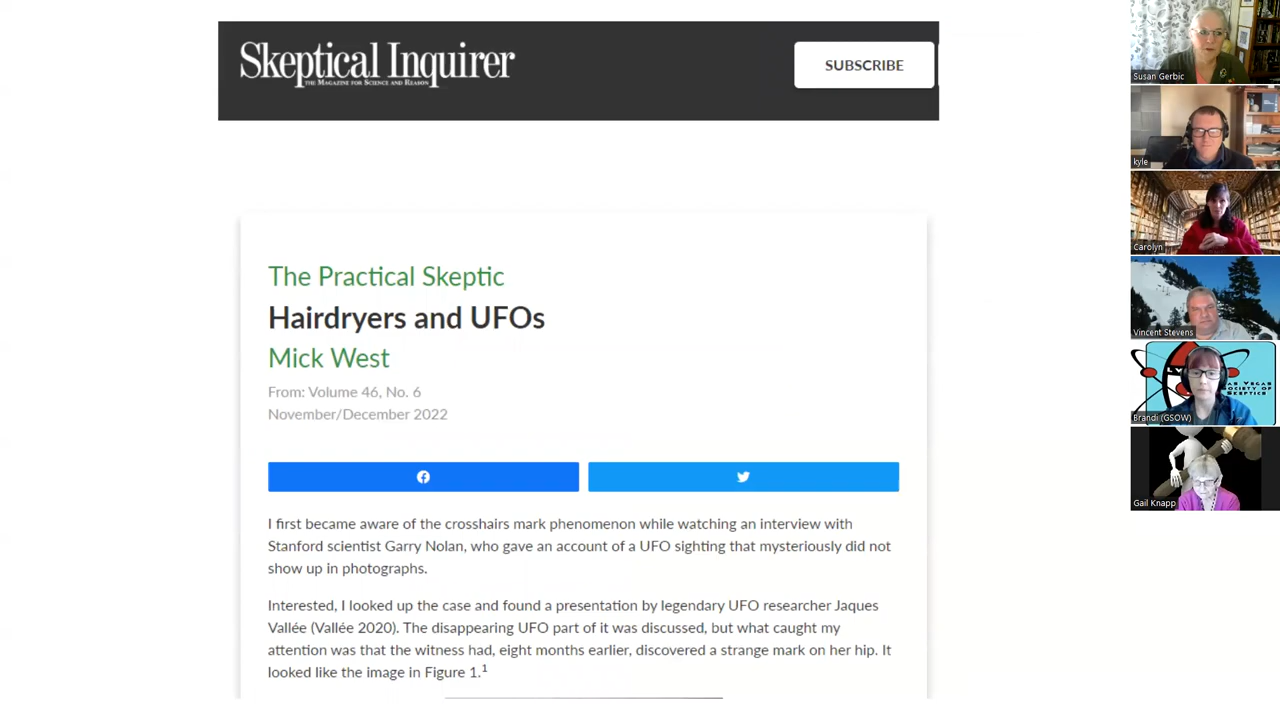 Skeptical Inquirer
THE MAGAZINE FOR SCIENCE AND REASON
SUBSCRIBE
The Practical Skeptic
Hairdryers and UFOs
Mick West
From: Volume 46, No. 6
November/December 2022
I first became aware of the crosshairs mark phenomenon while watching an interview with
Stanford scientist Garry Nolan, who gave an account of a UFO sighting that mysteriously did not
show up in photographs.
Interested, I looked up the case and found a presentation by legendary UFO researcher Jaques
Vallée (Vallée 2020). The disappearing UFO part of it was discussed, but what caught my
attention was that the witness had, eight months earlier, discovered a strange mark on her hip. It
looked like the image in Figure 1.1
Susan Gerbic
kyle
Carolyn
Vincent Stevens
AS VEGAS
SOCIETY OF
SKEPTICS
Brandi (GSOW)
Gail Knapp